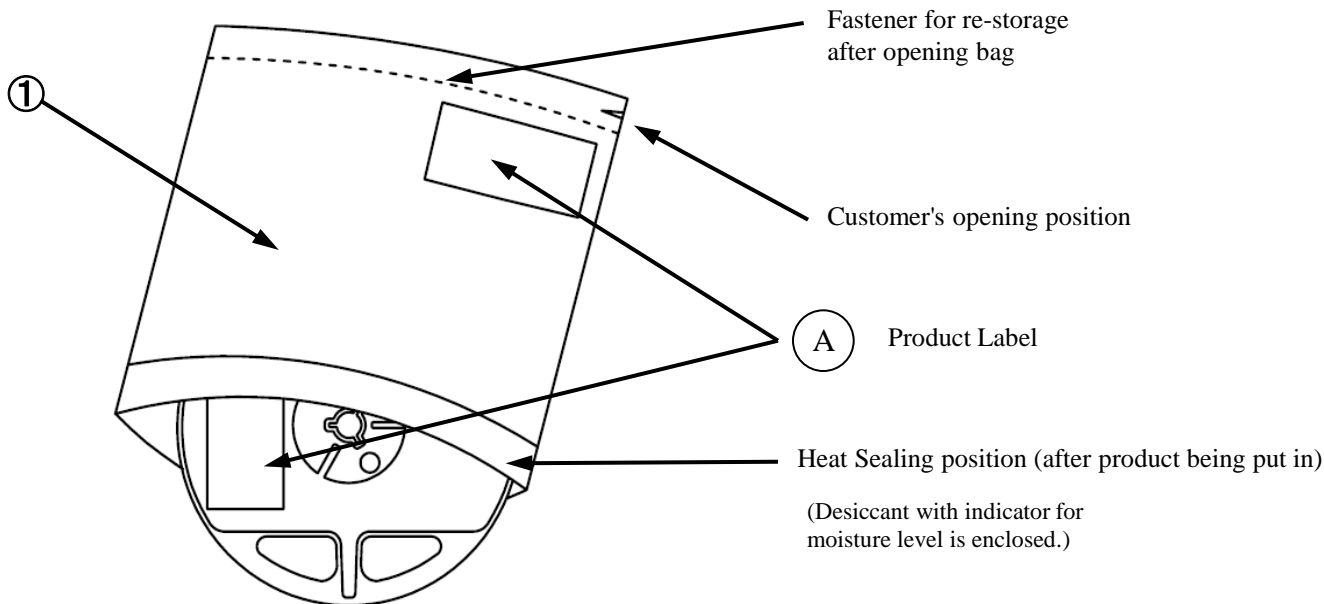 Fastener for re-storage
after opening bag
①
Customer's opening position
A Product Label
Heat Sealing position (after product being put in)
(Desiccant with indicator for
moisture level is enclosed.)